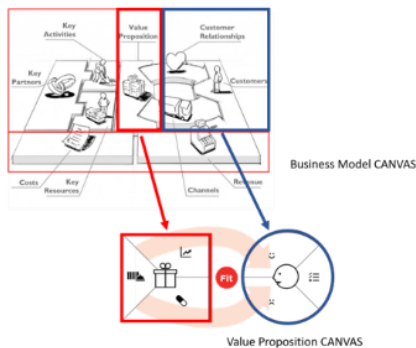 Key
Activities
Value
Proposition
Customer
Relationships
Key
Partners
Customers
Costs
Key
Resources
Channels
Revenue
Business Model CANVAS
Fit
Value Proposition CANVAS